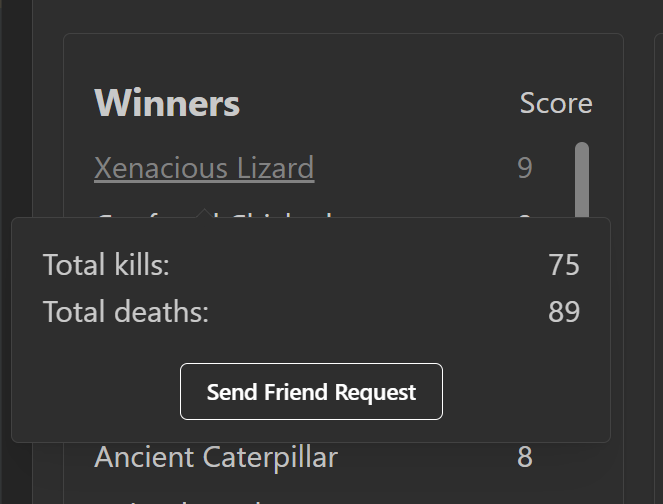 Winners Score
Xenacious Lizard 9
Total kills: 75
Total deaths: 89
Send Friend Request
Ancient Caterpillar 8